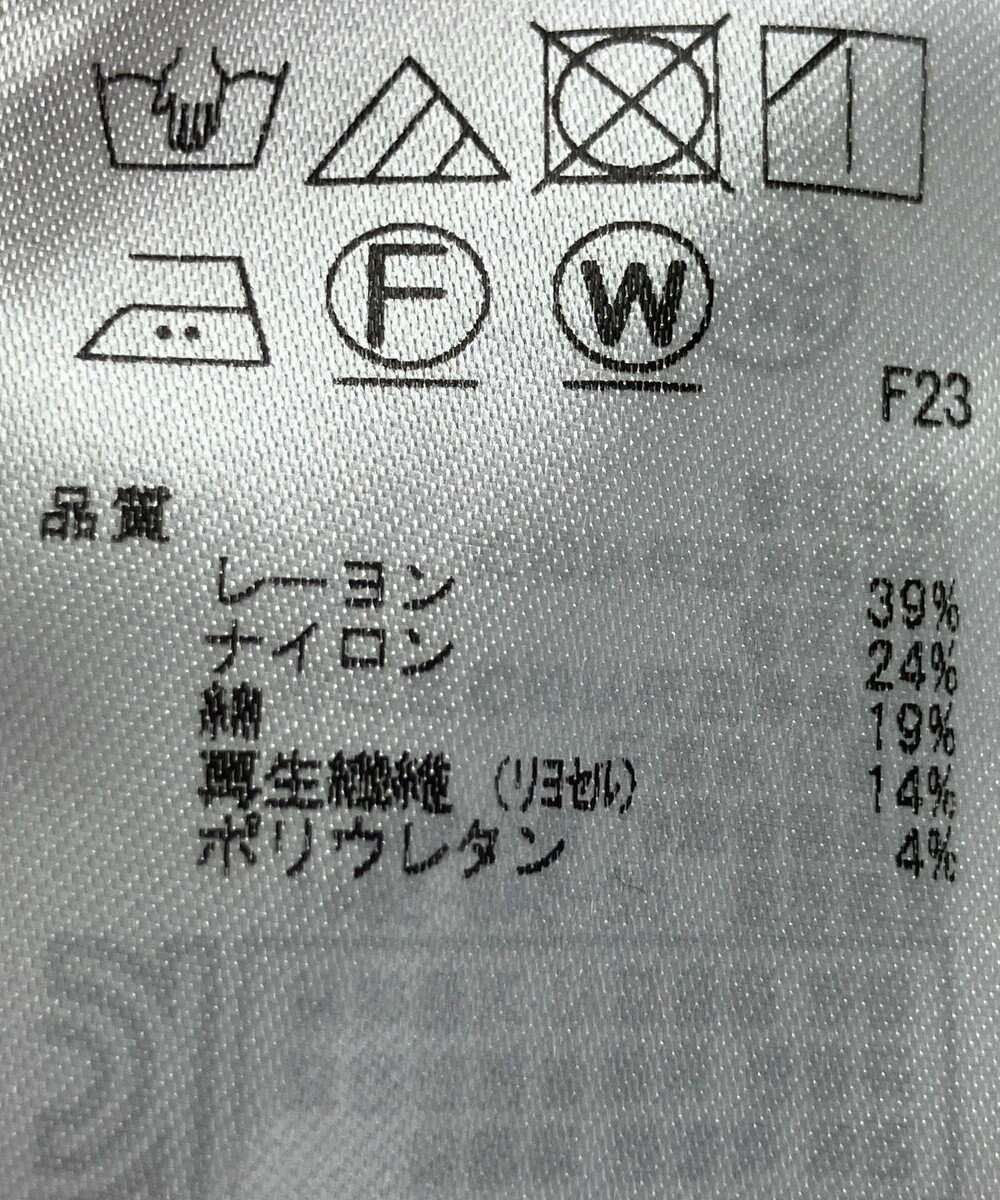 F W
F23
品質
レーヨン 39%
ナイロン 24%
綿 19%
再生繊維 (リヨセル) 14%
ポリウレタン 4%